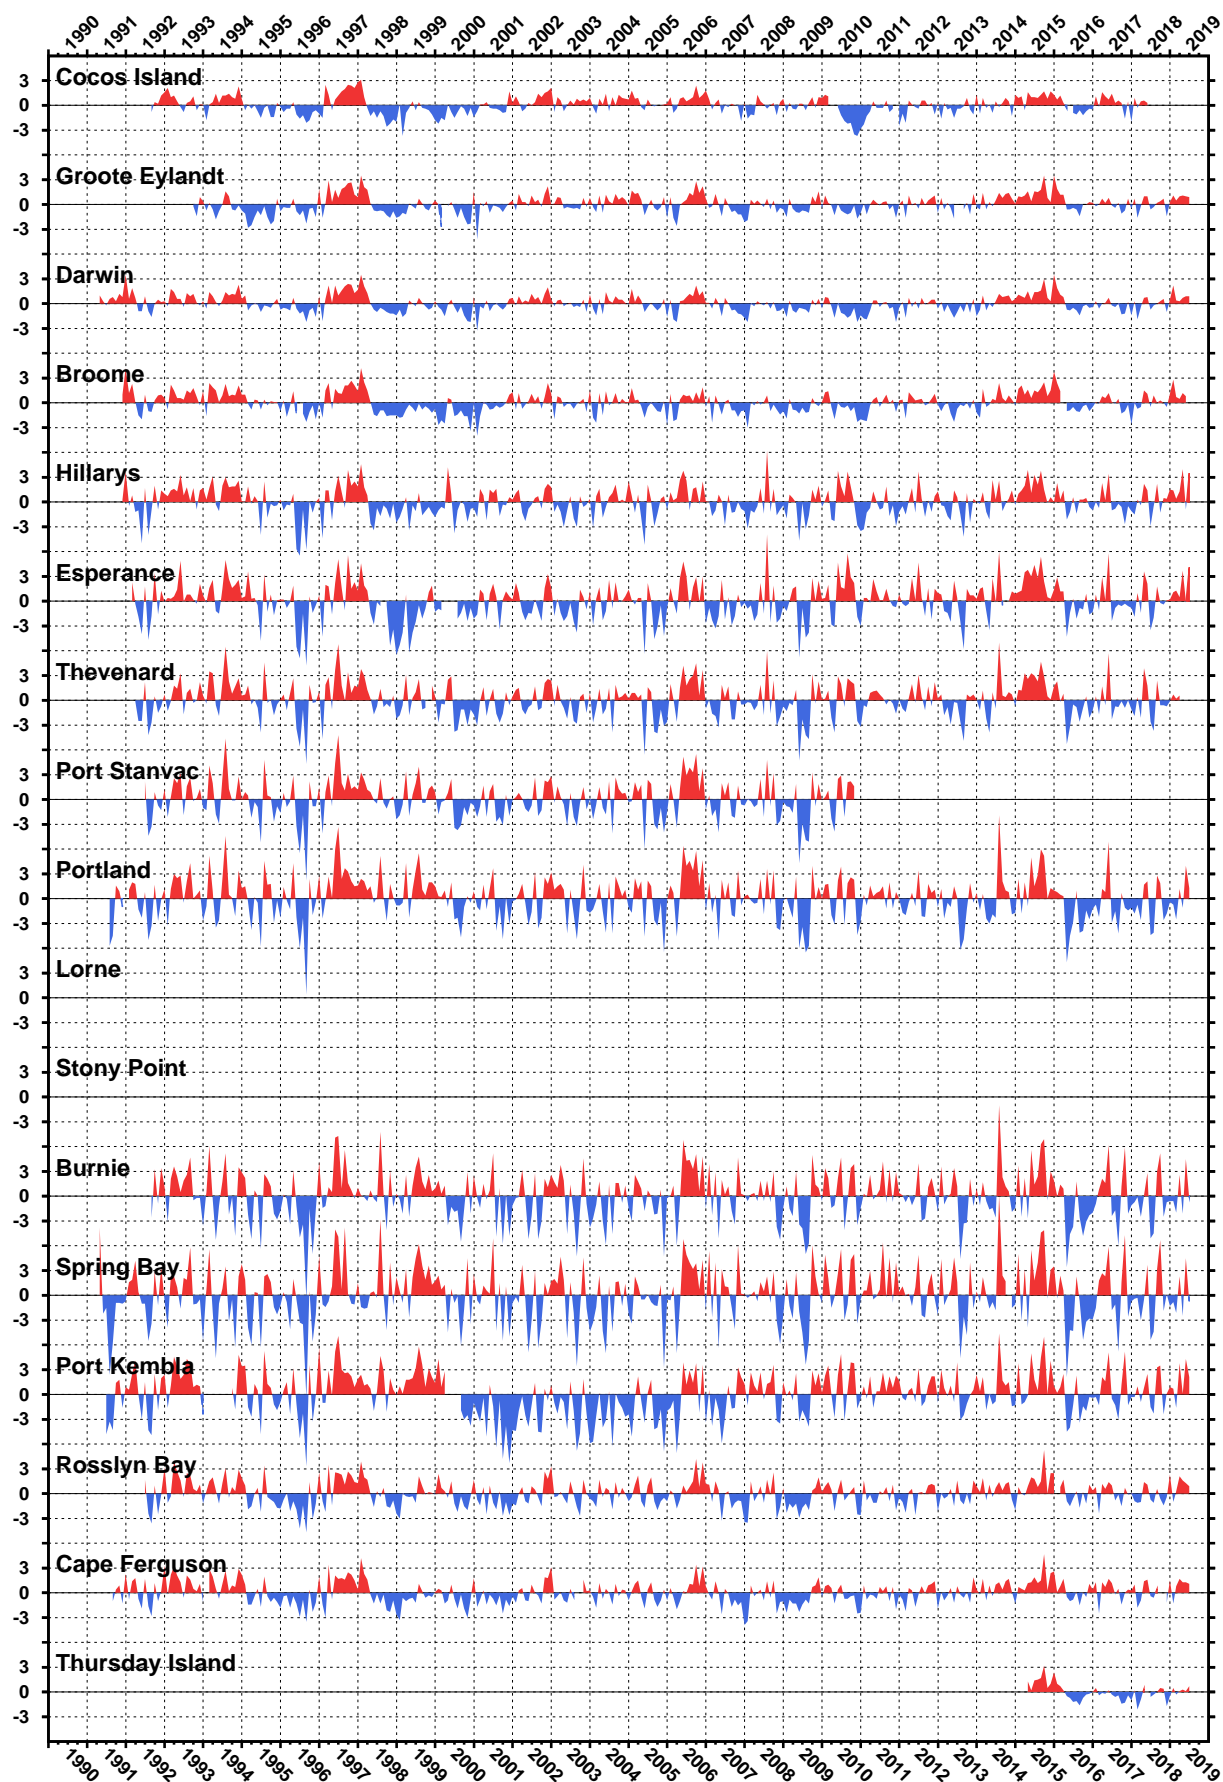 1990 1991 1992 1993 1994 1995 1996 1997 1998 1999 2000 2001 2002 2003 2004 2005 2006 2007 2008 2009 2010 2011 2012 2013 2014 2015 2016 2017 2018 2019
3 Cocos Island
0
-3
3 Groote Eylandt
0
-3
3 Darwin
0
-3
3 Broome
0
-3
3 Hillarys
0
-3
3 Esperance
0
-3
3 Thevenard
0
-3
3 Port Stanvac
0
-3
3 Portland
0
-3
3 Lorne
0
-3
3 Stony Point
0
-3
3 Burnie
0
-3
3 Spring Bay
0
-3
3 Port Kembla
0
-3
3 Rosslyn Bay
0
-3
3 Cape Ferguson
0
-3
3 Thursday Island
0
-3
1990 1991 1992 1993 1994 1995 1996 1997 1998 1999 2000 2001 2002 2003 2004 2005 2006 2007 2008 2009 2010 2011 2012 2013 2014 2015 2016 2017 2018 2019